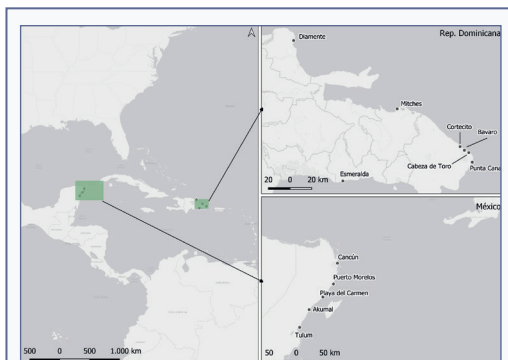 Rep. Dominicana
Diamente
Mitches
Cortecito
Bavaro
Cabeza de Toro
Esmeralda
Punta Cana
20 0 20 km
México
Cancún
Puerto Morelos
Playa del Carmen
Akumal
Tulum
500 0 500 1.000 km
50 0 50 km